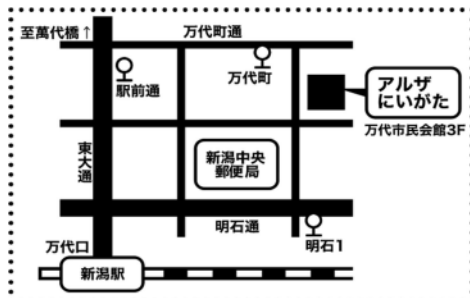 至萬代橋↑
万代町通
駅前通
万代町
アルザ
にいがた
万代市民会館3F
東大通
新潟中央
郵便局
明石通
万代口
明石1
新潟駅